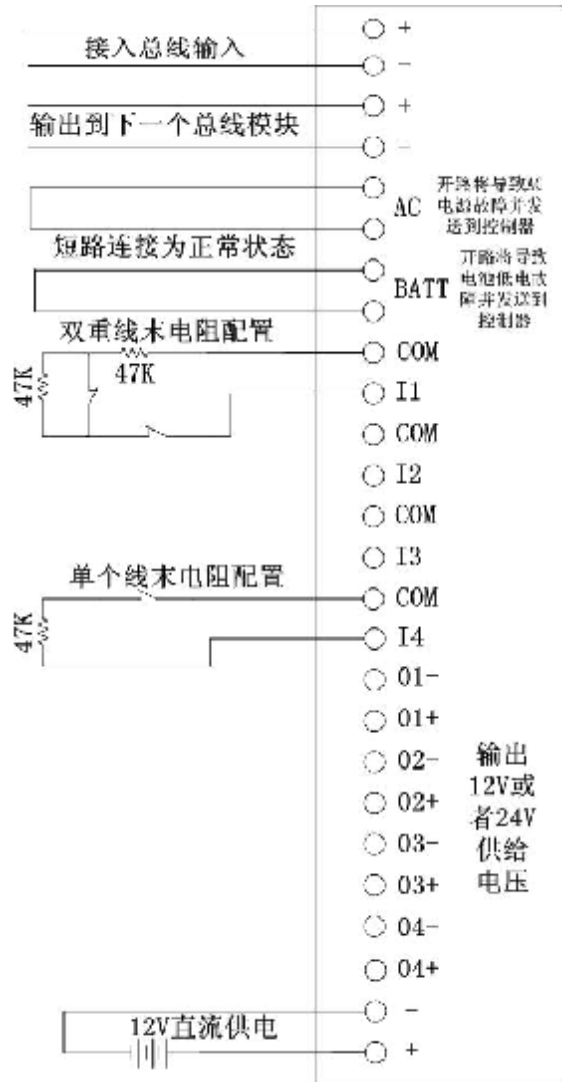 +
接入总线输入
-
+
输出到下一个总线模块
-
AC
开路将导致AC
电源故障并发
送到控制器
短路连接为正常状态
BATT
开路将导致
电池低电故
障并发送到
控制器
双重线末电阻配置
COM
47K
47K
I1
COM
I2
COM
I3
单个线末电阻配置
COM
47K
I4
O1-
O1+
O2-
O2+
O3-
O3+
O4-
O4+
输出
12V或
者24V
供给
电压
-
12V直流供电
+